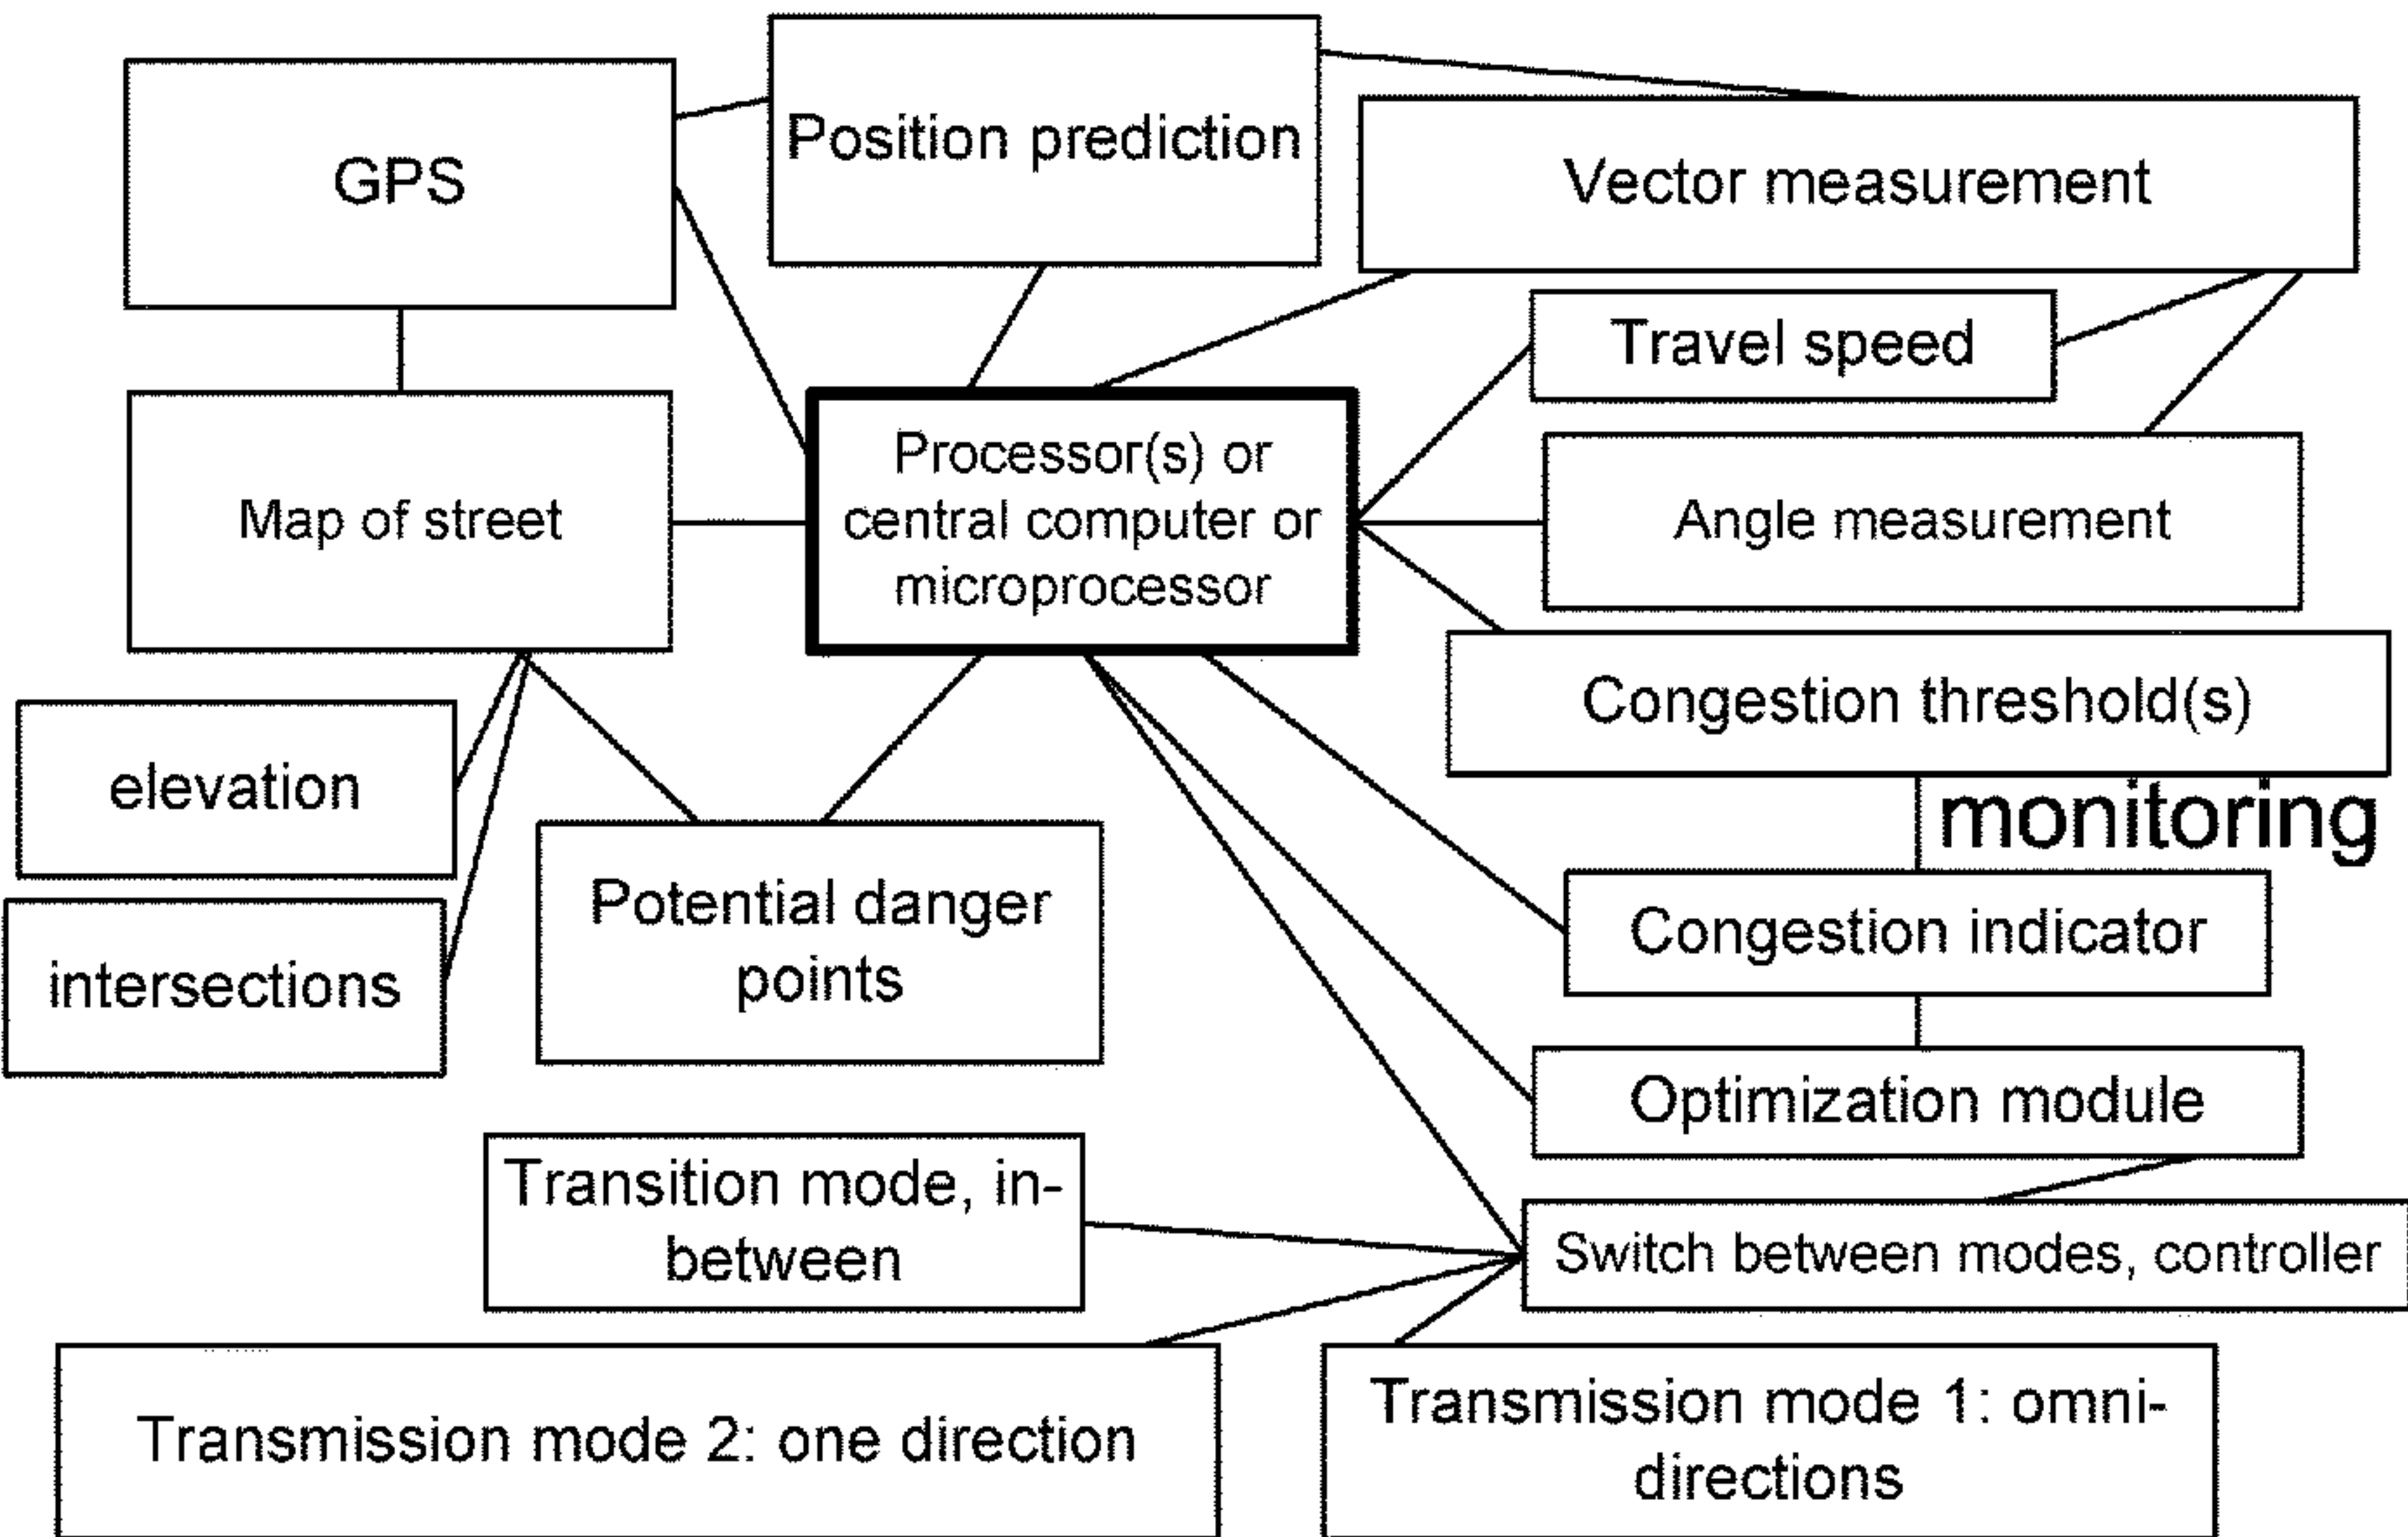 GPS
Position prediction
Vector measurement
Travel speed
Map of street
Processor(s) or
central computer or
microprocessor
Angle measurement
Congestion threshold(s)
monitoring
elevation
intersections
Potential danger
points
Congestion indicator
Optimization module
Transition mode, in-
between
Switch between modes, controller
Transmission mode 2: one direction
Transmission mode 1: omni-
directions